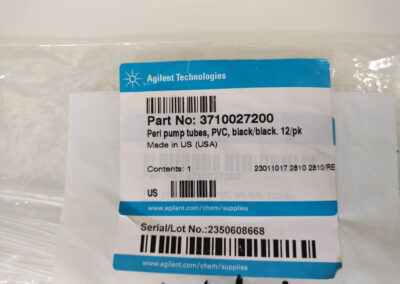 Agilent Technologies
Part No: 3710027200
Peri pump tubes, PVC, black/black. 12/pk
Made in US (USA)
Contents: 1 23011017 2810 2810/RE
US
www.agilent.com/chem/supplies
Serial/Lot No.:2350608668
www.agilent.com/chem/supplies